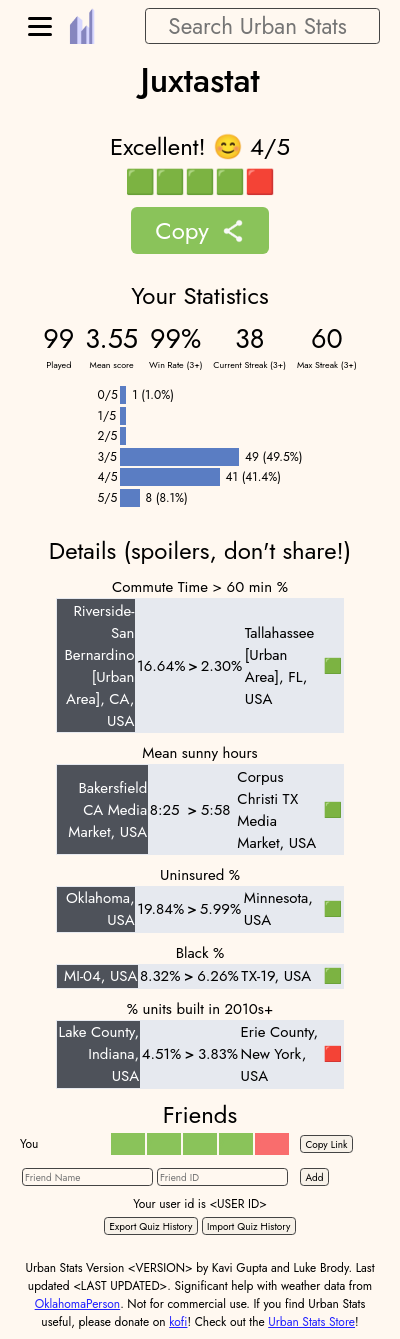 Search Urban Stats
Juxtastat
Excellent! 😊 4/5
🟩🟩🟩🟩🟥
Copy
Your Statistics
99 3.55 99% 38 60
Played Mean score Win Rate (3+) Current Streak (3+) Max Streak (3+)
0/5 1 (1.0%)
1/5
2/5
3/5 49 (49.5%)
4/5 41 (41.4%)
5/5 8 (8.1%)
Details (spoilers, don't share!)
Commute Time > 60 min %
Riverside-
San
Bernardino
[Urban
Area], CA,
USA
16.64% > 2.30%
Tallahassee
[Urban
Area], FL,
USA
🟩
Mean sunny hours
Bakersfield
CA Media
Market, USA
8:25 > 5:58
Corpus
Christi TX
Media
Market, USA
🟩
Uninsured %
Oklahoma,
USA
19.84% > 5.99%
Minnesota,
USA
🟩
Black %
MI-04, USA 8.32% > 6.26% TX-19, USA 🟩
% units built in 2010s+
Lake County,
Indiana,
USA
4.51% > 3.83%
Erie County,
New York,
USA
🟥
Friends
You Copy Link
Friend Name Friend ID Add
Your user id is <USER ID>
Export Quiz History Import Quiz History
Urban Stats Version <VERSION> by Kavi Gupta and Luke Brody. Last
updated <LAST UPDATED>. Significant help with weather data from
OklahomaPerson. Not for commercial use. If you find Urban Stats
useful, please donate on kofi! Check out the Urban Stats Store!